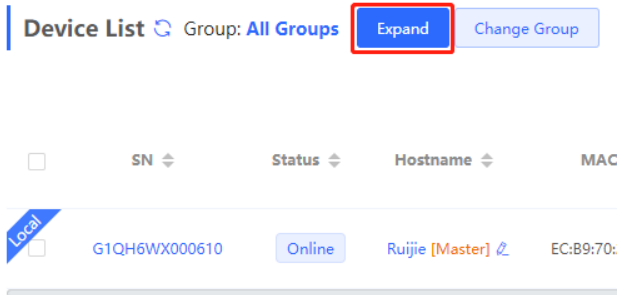 Device List Group: All Groups Expand Change Group
SN Status Hostname MAC
Local
G1QH6WX000610 Online Ruijie [Master] EC:B9:70: